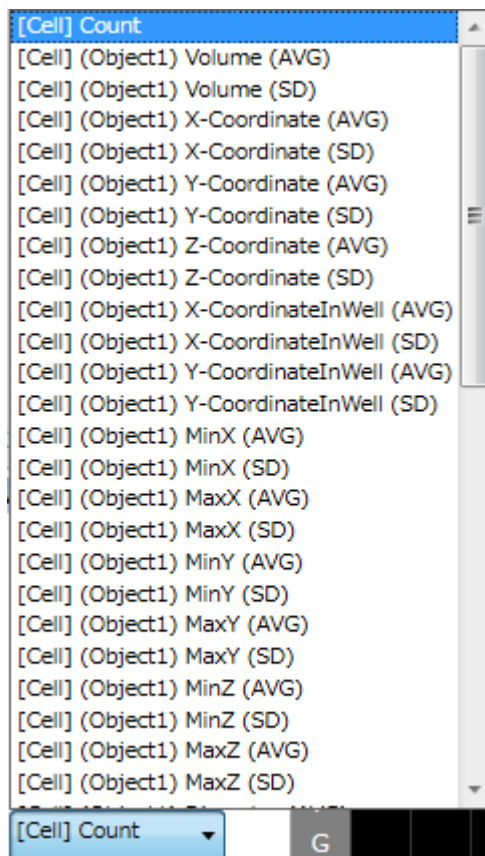 [Cell] Count
[Cell] (Object1) Volume (AVG)
[Cell] (Object1) Volume (SD)
[Cell] (Object1) X-Coordinate (AVG)
[Cell] (Object1) X-Coordinate (SD)
[Cell] (Object1) Y-Coordinate (AVG)
[Cell] (Object1) Y-Coordinate (SD)
[Cell] (Object1) Z-Coordinate (AVG)
[Cell] (Object1) Z-Coordinate (SD)
[Cell] (Object1) X-CoordinateInWell (AVG)
[Cell] (Object1) X-CoordinateInWell (SD)
[Cell] (Object1) Y-CoordinateInWell (AVG)
[Cell] (Object1) Y-CoordinateInWell (SD)
[Cell] (Object1) MinX (AVG)
[Cell] (Object1) MinX (SD)
[Cell] (Object1) MaxX (AVG)
[Cell] (Object1) MaxX (SD)
[Cell] (Object1) MinY (AVG)
[Cell] (Object1) MinY (SD)
[Cell] (Object1) MaxY (AVG)
[Cell] (Object1) MaxY (SD)
[Cell] (Object1) MinZ (AVG)
[Cell] (Object1) MinZ (SD)
[Cell] (Object1) MaxZ (AVG)
[Cell] (Object1) MaxZ (SD)
[Cell] Count
G